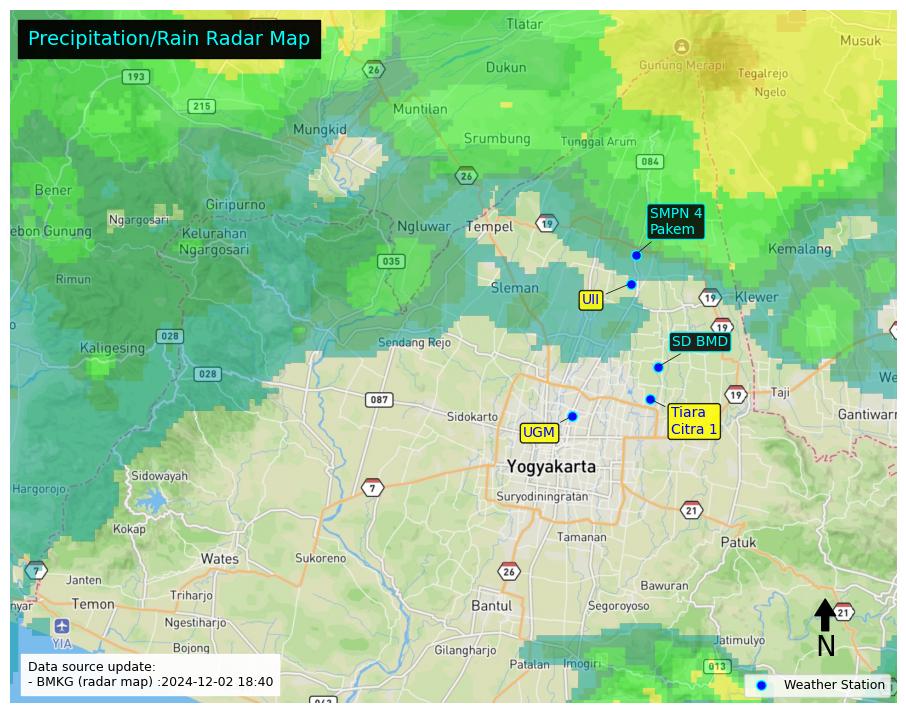 Precipitation/Rain Radar Map
Tlatar
Musuk
26
Gunung Merapi
193
Dukun
Tegalrejo
Ngelo
215
Muntilan
Mungkid
Srumbung
Tunggal Arum
084
26
Bener
Giripurno
SMPN 4
Pakem
Ngargosari
Ngluwar
Tempel
19
ebon Gunung
Kelurahan
Ngargosari
Kemalang
035
Rimun
Sleman
UII
19
Klewer
19
028
Kaligesing
Sendang Rejo
SD BMD
028
We
087
19
Taji
Sidokarto
Tiara
Citra 1
Gantiwarn
UGM
Yogyakarta
Sidowayah
Hargorojo
7
Suryodiningratan
21
Kokap
Tamanan
Patuk
Wates
Sukoreno
7
Janten
26
Bawuran
Triharjo
nyar
Temon
Bantul
Segoroyoso
21
Ngestiharjo
YIA
N
Jatimulyo
Bojong
Gilangharjo
Patalan
Imogiri
013
Data source update:
- BMKG (radar map) :2024-12-02 18:40
Weather Station